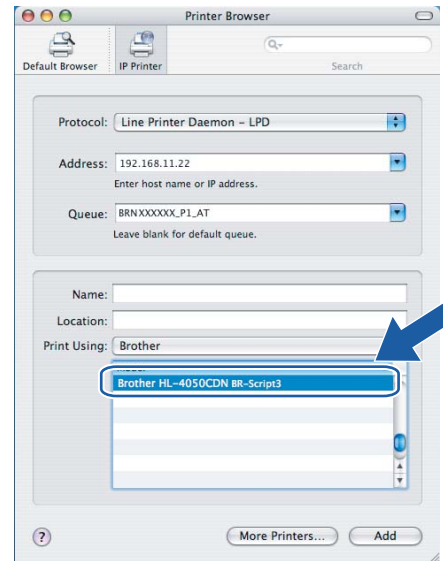 Printer Browser
Default Browser
IP Printer
Q
Search
Protocol: Line Printer Daemon – LPD
Address: 192.168.11.22
Enter host name or IP address.
Queue: BRNXXXXXX_P1_AT
Leave blank for default queue.
Name:
Location:
Print Using: Brother
Brother HL-4050CDN BR-Script3
? More Printers... Add